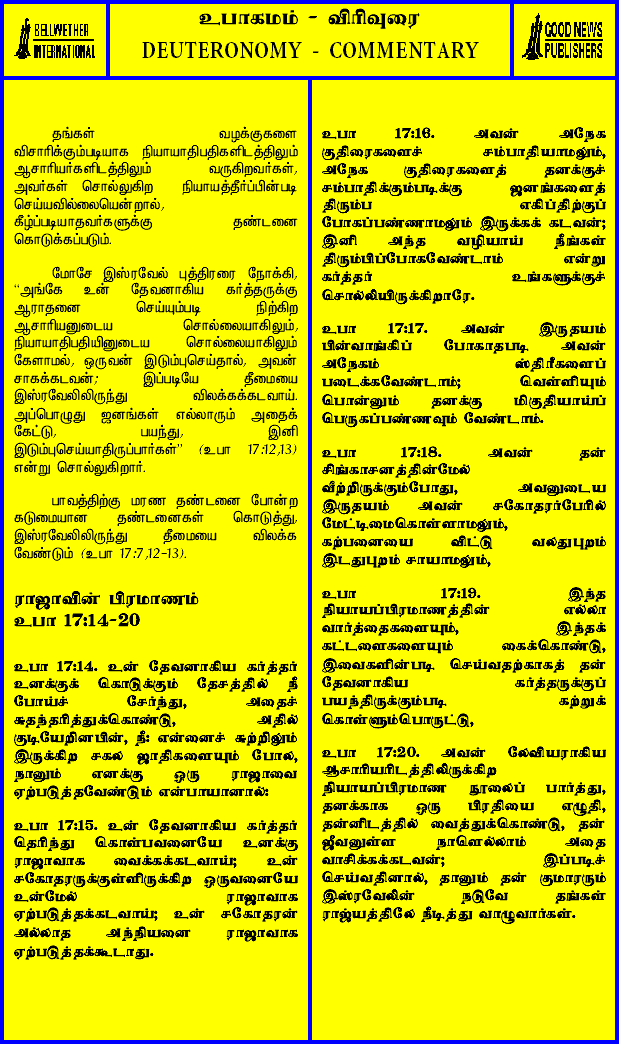 BELLWETHER
INTERNATIONAL
உபாகமம் - விரிவுரை
DEUTERONOMY - COMMENTARY
GOOD NEWS
PUBLISHERS
தங்கள் வழக்குகளை
விசாரிக்கும்படியாக நியாயாதிபதிகளிடத்திலும்
ஆசாரியர்களிடத்திலும் வருகிறவர்கள்,
அவர்கள் சொல்லுகிற நியாயத்தீர்ப்பின்படி
செய்யவில்லையென்றால்,
கீழ்ப்படியாதவர்களுக்கு தண்டனை
கொடுக்கப்படும்.
மோசே இஸ்ரவேல் புத்திரரை நோக்கி,
“அங்கே உன் தேவனாகிய கர்த்தருக்கு
ஆராதனை செய்யும்படி நிற்கிற
ஆசாரியனுடைய சொல்லையாகிலும்,
நியாயாதிபதியினுடைய சொல்லையாகிலும்
கேளாமல், ஒருவன் இடும்புசெய்தால், அவன்
சாகக்கடவன்; இப்படியே தீமையை
இஸ்ரவேலிலிருந்து விலக்கக்கடவாய்.
அப்பொழுது ஜனங்கள் எல்லாரும் அதைக்
கேட்டு, பயந்து, இனி
இடும்புசெய்யாதிருப்பார்கள்” (உபா 17:12,13)
என்று சொல்லுகிறார்.
பாவத்திற்கு மரண தண்டனை போன்ற
கடுமையான தண்டனைகள் கொடுத்து,
இஸ்ரவேலிலிருந்து தீமையை விலக்க
வேண்டும் (உபா 17:7,12-13).
ராஜாவின் பிரமாணம்
உபா 17:14-20
உபா 17:14. உன் தேவனாகிய கர்த்தர்
உனக்குக் கொடுக்கும் தேசத்தில் நீ
போய்ச் சேர்ந்து, அதைச்
சுதந்தரித்துக்கொண்டு, அதில்
குடியேறினபின், நீ: என்னைச் சுற்றிலும்
இருக்கிற சகல ஜாதிகளையும் போல,
நானும் எனக்கு ஒரு ராஜாவை
ஏற்படுத்தவேண்டும் என்பாயானால்:
உபா 17:15. உன் தேவனாகிய கர்த்தர்
தெரிந்து கொள்பவனையே உனக்கு
ராஜாவாக வைக்கக்கடவாய்; உன்
சகோதரருக்குள்ளிருக்கிற ஒருவனையே
உன்மேல் ராஜாவாக
ஏற்படுத்தக்கடவாய்; உன் சகோதரன்
அல்லாத அந்நியனை ராஜாவாக
ஏற்படுத்தக்கூடாது.
உபா 17:16. அவன் அநேக
குதிரைகளைச் சம்பாதியாமலும்,
அநேக குதிரைகளைத் தனக்குச்
சம்பாதிக்கும்படிக்கு ஜனங்களைத்
திரும்ப எகிப்திற்குப்
போகப்பண்ணாமலும் இருக்கக் கடவன்;
இனி அந்த வழியாய் நீங்கள்
திரும்பிப்போகவேண்டாம் என்று
கர்த்தர் உங்களுக்குச்
சொல்லியிருக்கிறாரே.
உபா 17:17. அவன் இருதயம்
பின்வாங்கிப் போகாதபடி அவன்
அநேகம் ஸ்திரீகளைப்
படைக்கவேண்டாம்; வெள்ளியும்
பொன்னும் தனக்கு மிகுதியாய்ப்
பெருகப்பண்ணவும் வேண்டாம்.
உபா 17:18. அவன் தன்
சிங்காசனத்தின்மேல்
வீற்றிருக்கும்போது, அவனுடைய
இருதயம் அவன் சகோதரர்பேரில்
மேட்டிமைகொள்ளாமலும்,
கற்பனையை விட்டு வலதுபுறம்
இடதுபுறம் சாயாமலும்,
உபா 17:19. இந்த
நியாயப்பிரமாணத்தின் எல்லா
வார்த்தைகளையும், இந்தக்
கட்டளைகளையும் கைக்கொண்டு,
இவைகளின்படி செய்வதற்காகத் தன்
தேவனாகிய கர்த்தருக்குப்
பயந்திருக்கும்படி கற்றுக்
கொள்ளும்பொருட்டு,
உபா 17:20. அவன் லேவியராகிய
ஆசாரியரிடத்திலிருக்கிற
நியாயப்பிரமாண நூலைப் பார்த்து,
தனக்காக ஒரு பிரதியை எழுதி,
தன்னிடத்தில் வைத்துக்கொண்டு, தன்
ஜீவனுள்ள நாளெல்லாம் அதை
வாசிக்கக்கடவன்; இப்படிச்
செய்வதினால், தானும் தன் குமாரரும்
இஸ்ரவேலின் நடுவே தங்கள்
ராஜ்யத்திலே நீடித்து வாழுவார்கள்.